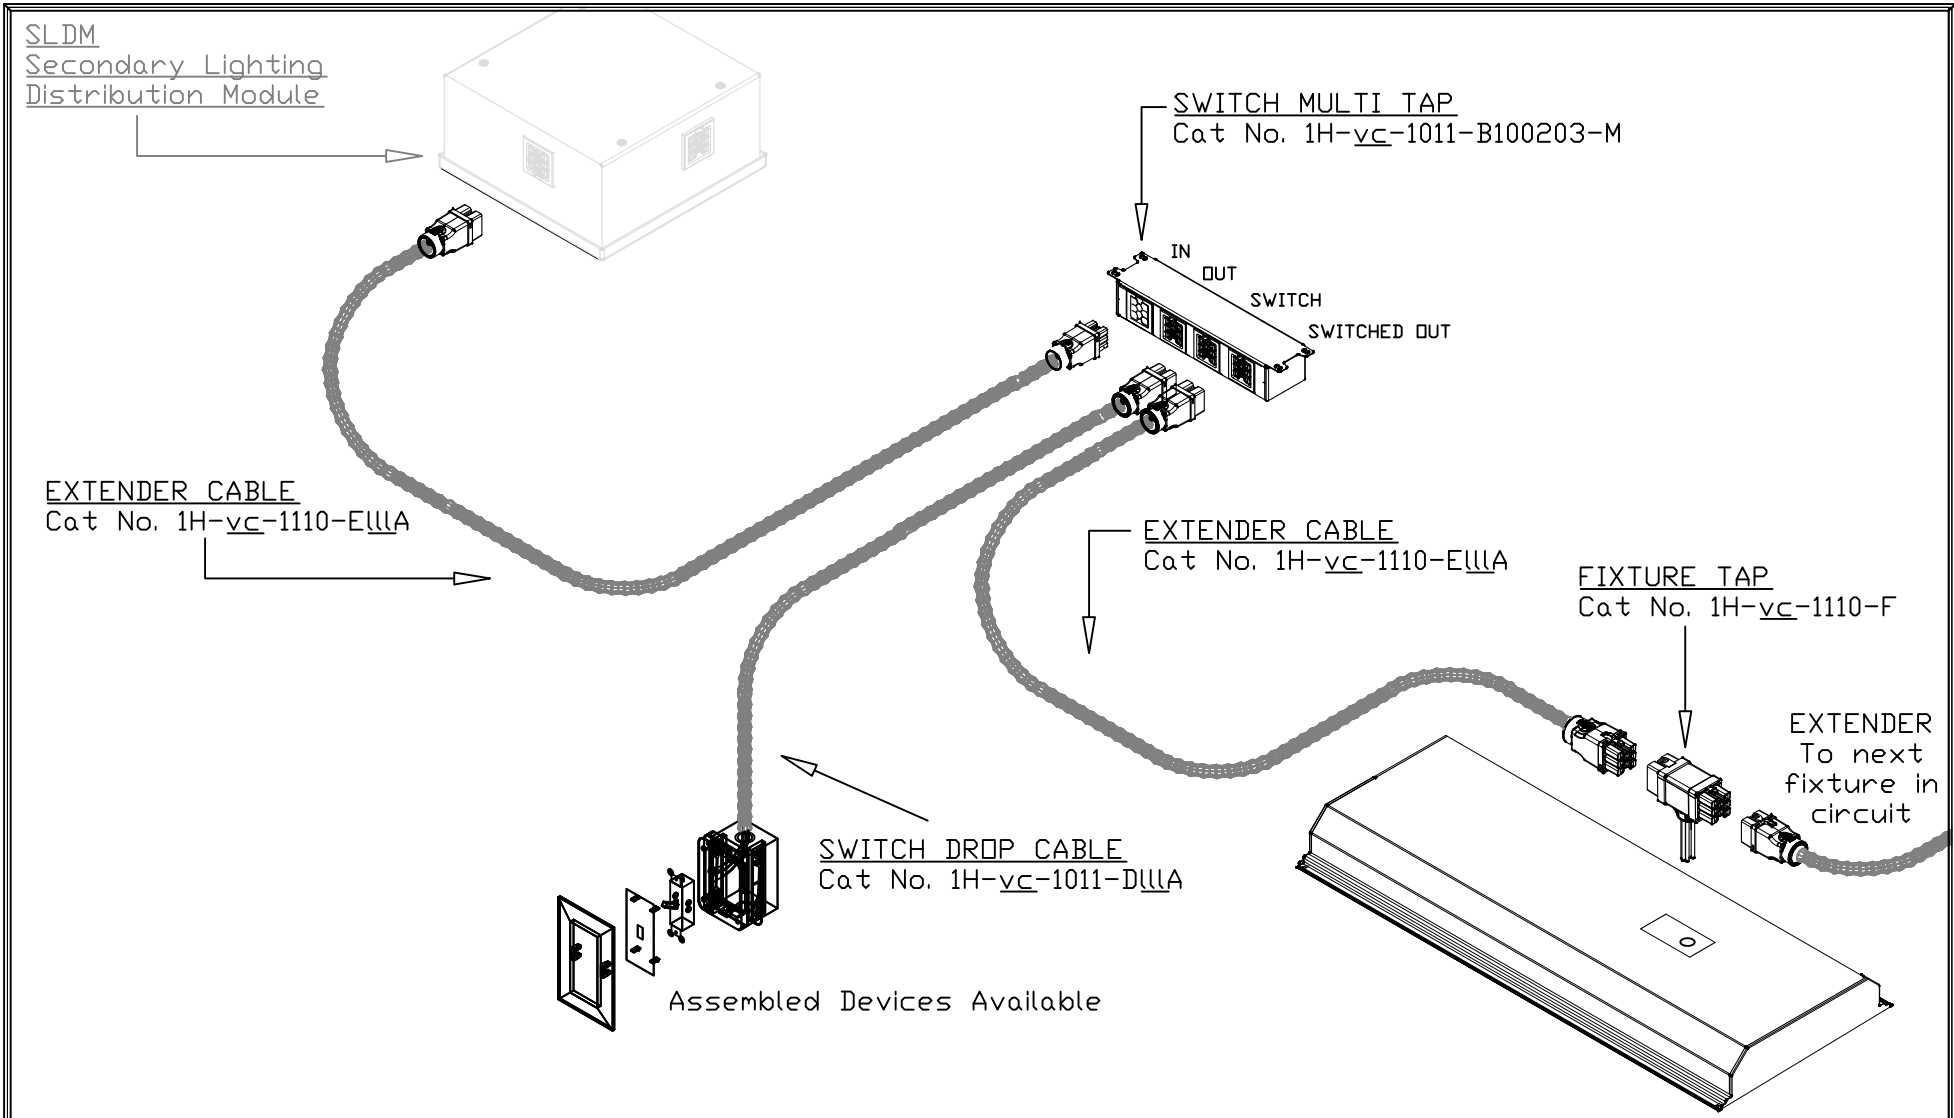 SLDM
Secondary Lighting
Distribution Module
SWITCH MULTI TAP
Cat No. 1H-vc-1011-B100203-M
IN
OUT
SWITCH
SWITCHED OUT
EXTENDER CABLE
Cat No. 1H-vc-1110-ElllA
EXTENDER CABLE
Cat No. 1H-vc-1110-ElllA
FIXTURE TAP
Cat No. 1H-vc-1110-F
EXTENDER
To next
fixture in
circuit
SWITCH DROP CABLE
Cat No. 1H-vc-1011-DlllA
Assembled Devices Available